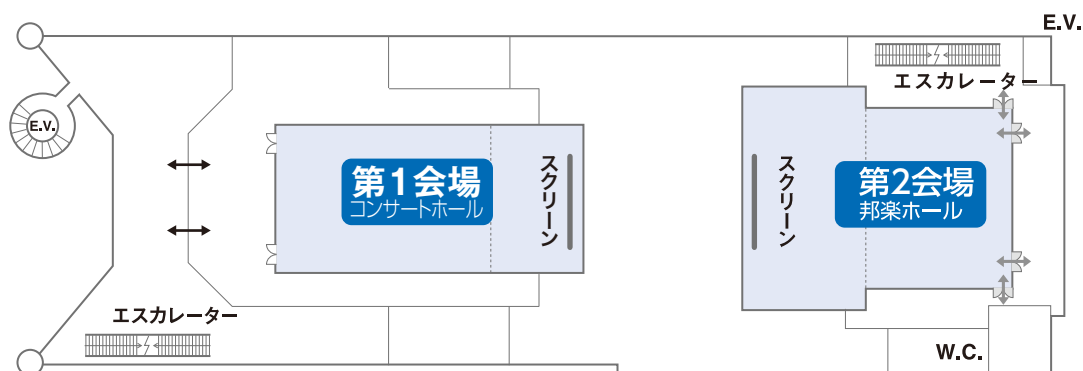 E.V.
エスカレーター
E.V.
第1会場
コンサートホール
スクリーン
スクリーン
第2会場
邦楽ホール
エスカレーター
W.C.